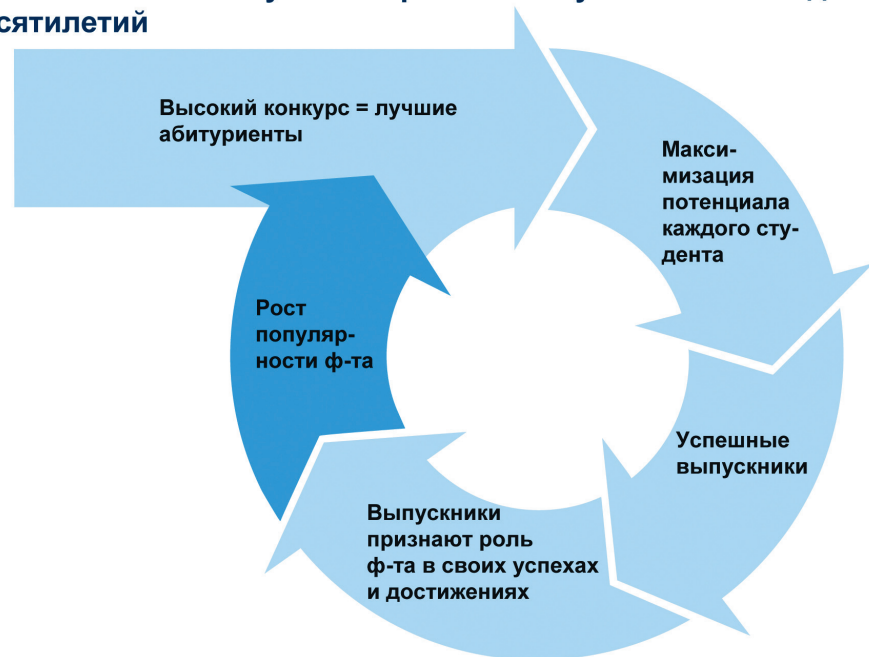 сятилетий
Высокий конкурс = лучшие
абитуриенты
Макси-
мизация
потенциала
каждого сту-
дента
Успешные
выпускники
Выпускники
признают роль
ф-та в своих успехах
и достижениях
Рост
популяр-
ности ф-та